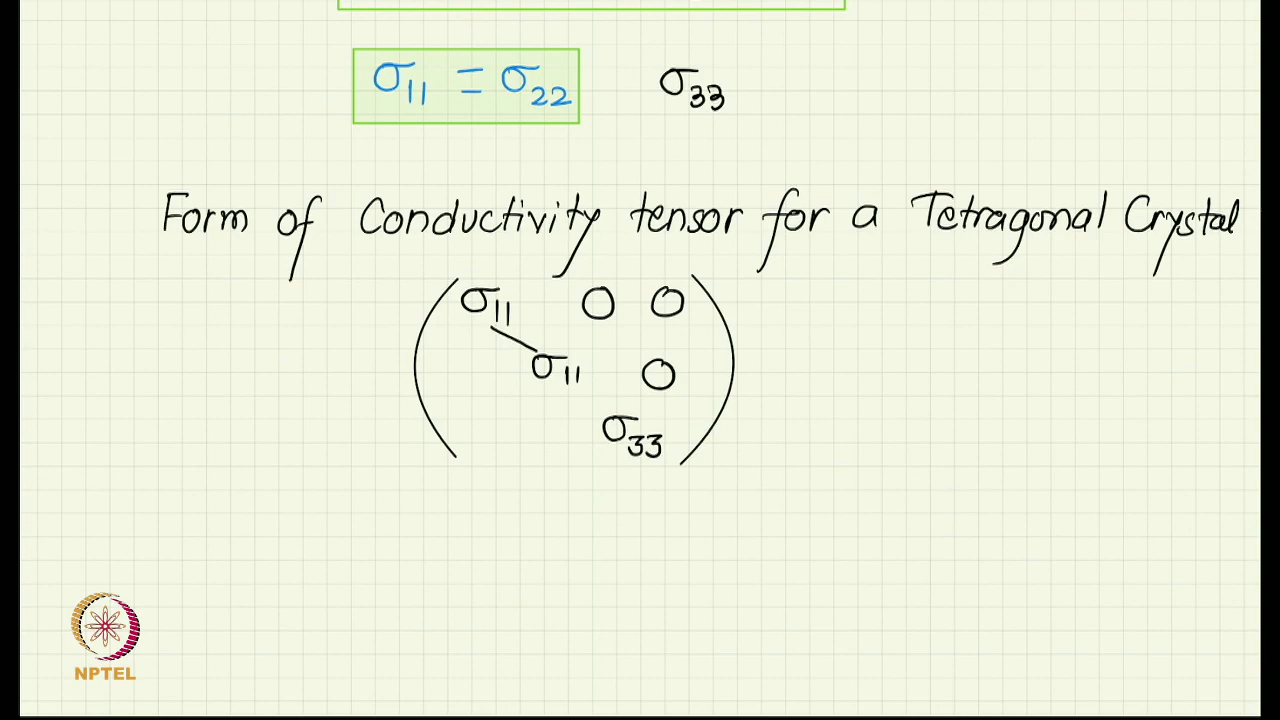 σ11 = σ22 σ33
Form of Conductivity tensor for a Tetragonal Crystal
σ11 0 0
σ11 0
σ33
NPTEL